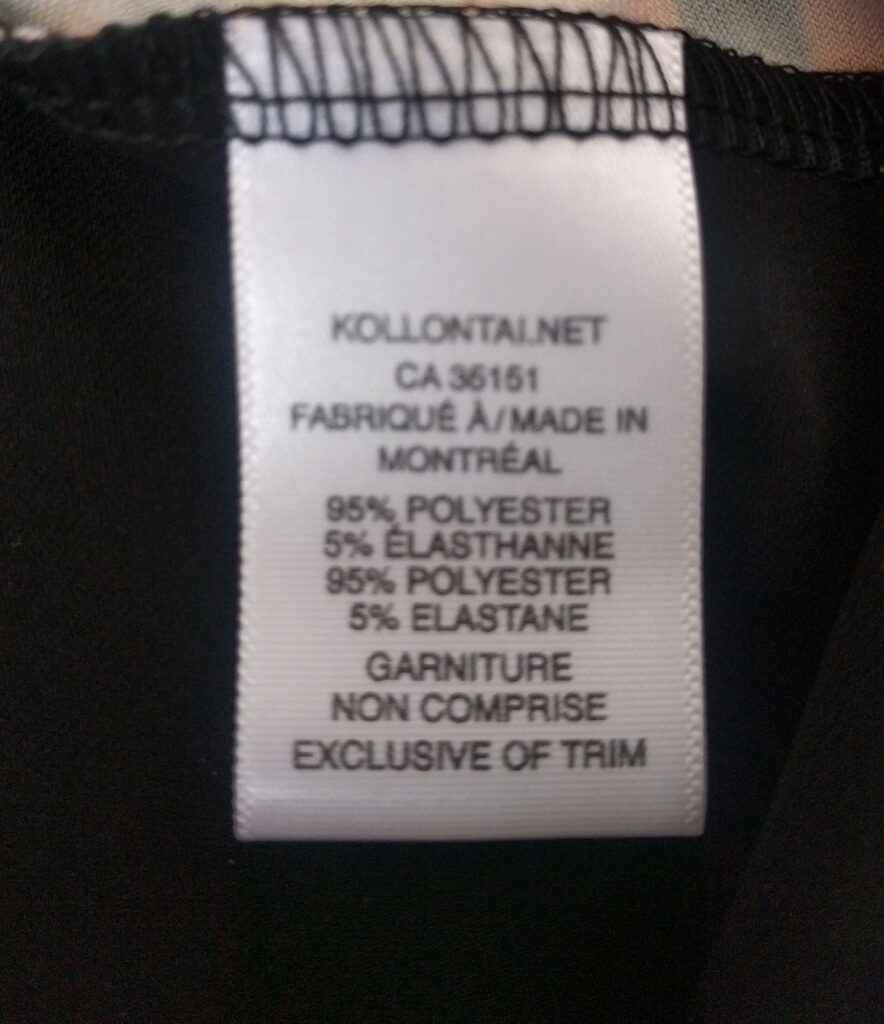 KOLLONTAI.NET
CA 36151
FABRIQUÉ À/MADE IN
MONTRÉAL
95% POLYESTER
5% ÉLASTHANNE
95% POLYESTER
5% ELASTANE
GARNITURE
NON COMPRISE
EXCLUSIVE OF TRIM